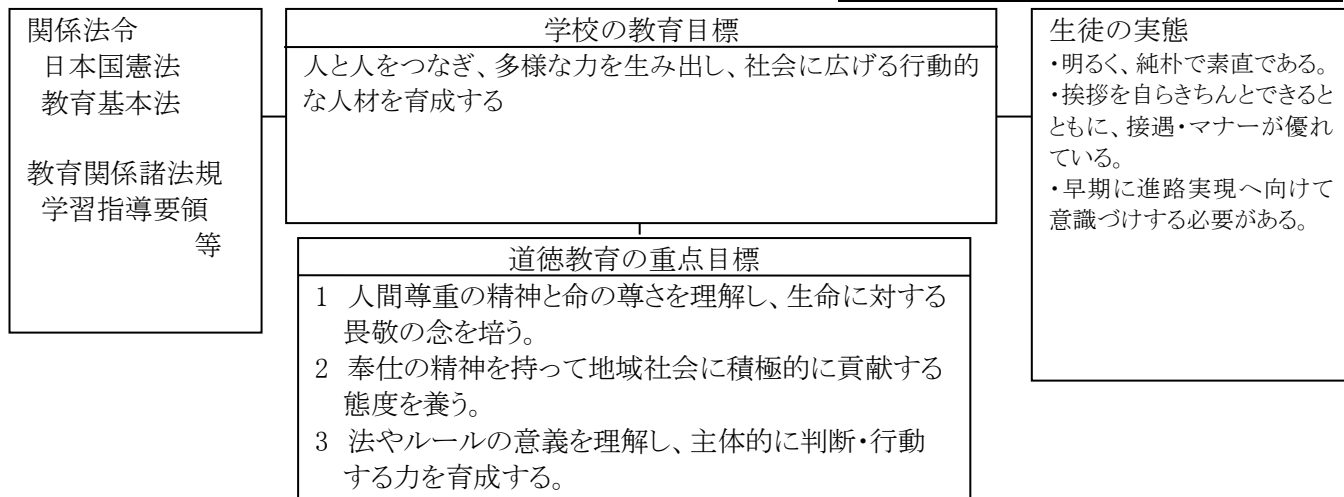 関係法令
日本国憲法
教育基本法
教育関係諸法規
学習指導要領
等
学校の教育目標
人と人をつなぎ、多様な力を生み出し、社会に広げる行動的
な人材を育成する
生徒の実態
・明るく、純朴で素直である。
・挨拶を自らきちんとできると
ともに、接遇・マナーが優れ
ている。
・早期に進路実現へ向けて
意識づけする必要がある。
道徳教育の重点目標
1 人間尊重の精神と命の尊さを理解し、生命に対する
畏敬の念を培う。
2 奉仕の精神を持って地域社会に積極的に貢献する
態度を養う。
3 法やルールの意義を理解し、主体的に判断・行動
する力を育成する。